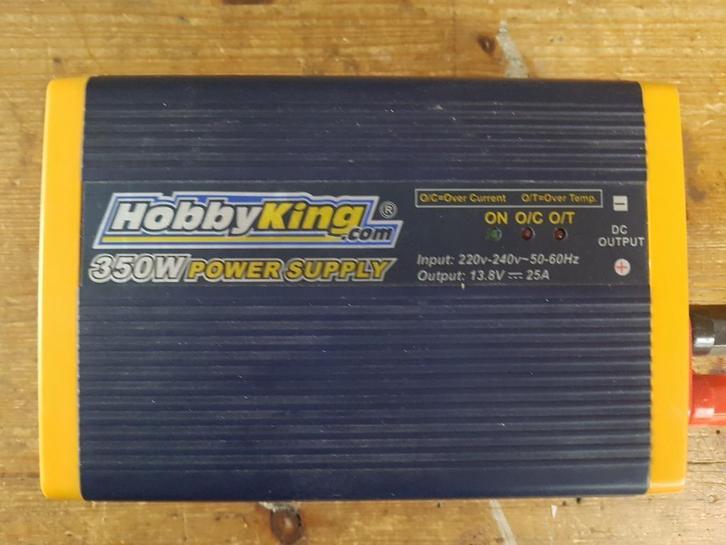 HobbyKing®
.com
350W POWER SUPPLY
O/C=Over Current O/T=Over Temp.
ON O/C O/T
Input: 220v-240v~50-60Hz
Output: 13.8V ⎓ 25A
−
DC
OUTPUT
+